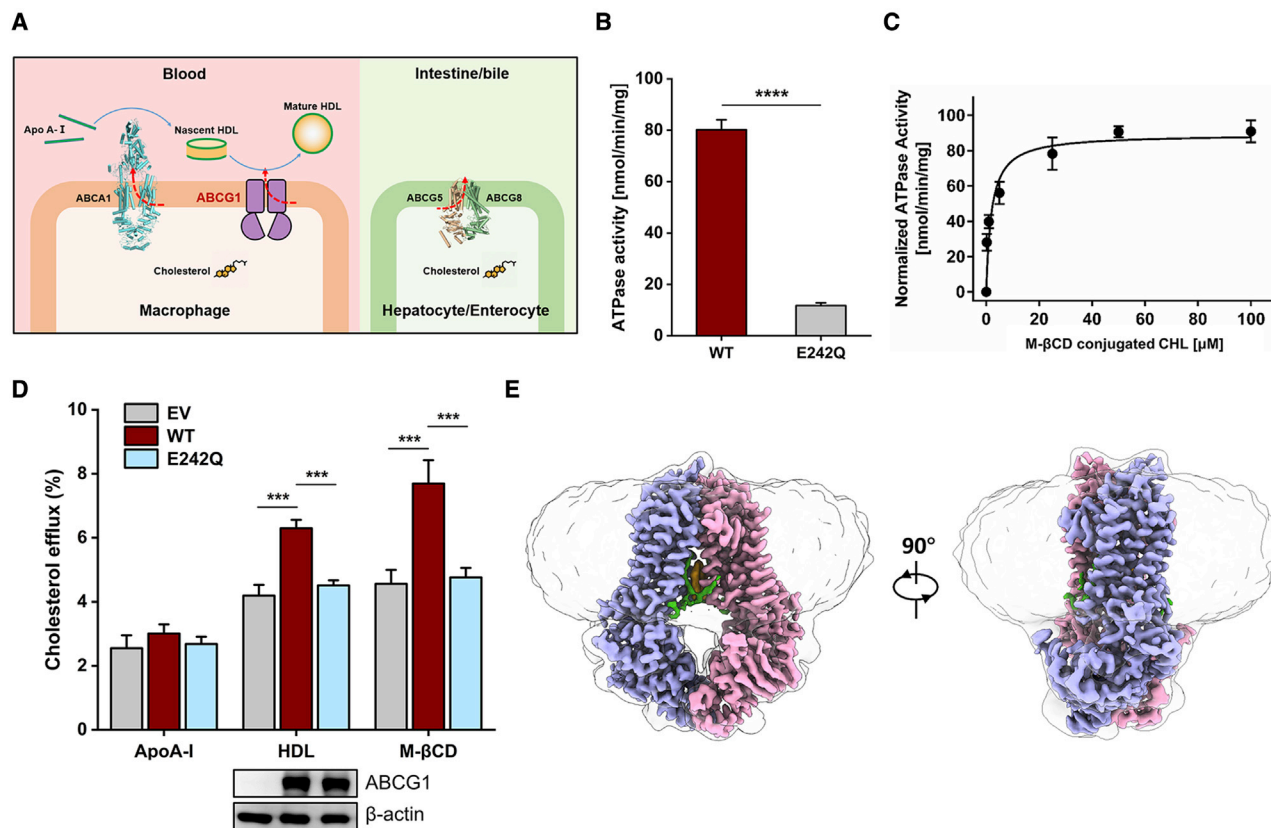 A
Blood
Intestine/bile
Apo A-I
Nascent HDL
Mature HDL
ABCA1
ABCG1
ABCG5
ABCG8
Cholesterol
Cholesterol
Macrophage
Hepatocyte/Enterocyte
B
ATPase activity [nmol/min/mg]
100
80
60
40
20
0
****
WT
E242Q
C
Normalized ATPase Activity
[nmol/min/mg]
100
80
60
40
20
0
0
20
40
60
80
100
M-βCD conjugated CHL [μM]
D
Cholesterol efflux (%)
10
8
6
4
2
0
EV
WT
E242Q
***
***
***
***
ApoA-I
HDL
M-βCD
ABCG1
β-actin
E
90°